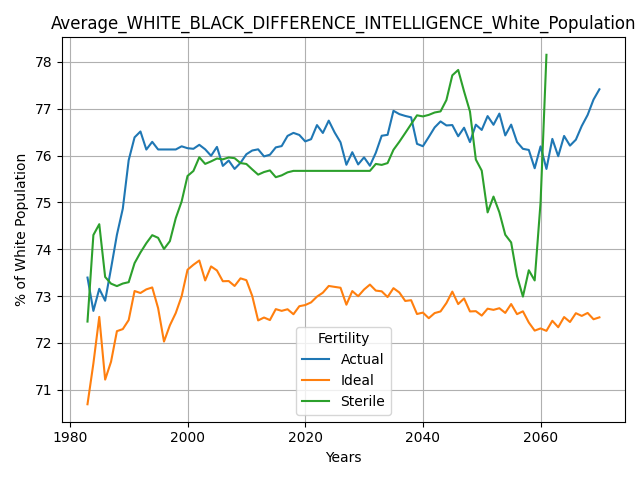 Average_WHITE_BLACK_DIFFERENCE_INTELLIGENCE_White_Population
% of White Population
78
77
76
75
74
73
72
71
Fertility
Actual
Ideal
Sterile
1980
2000
2020
2040
2060
Years